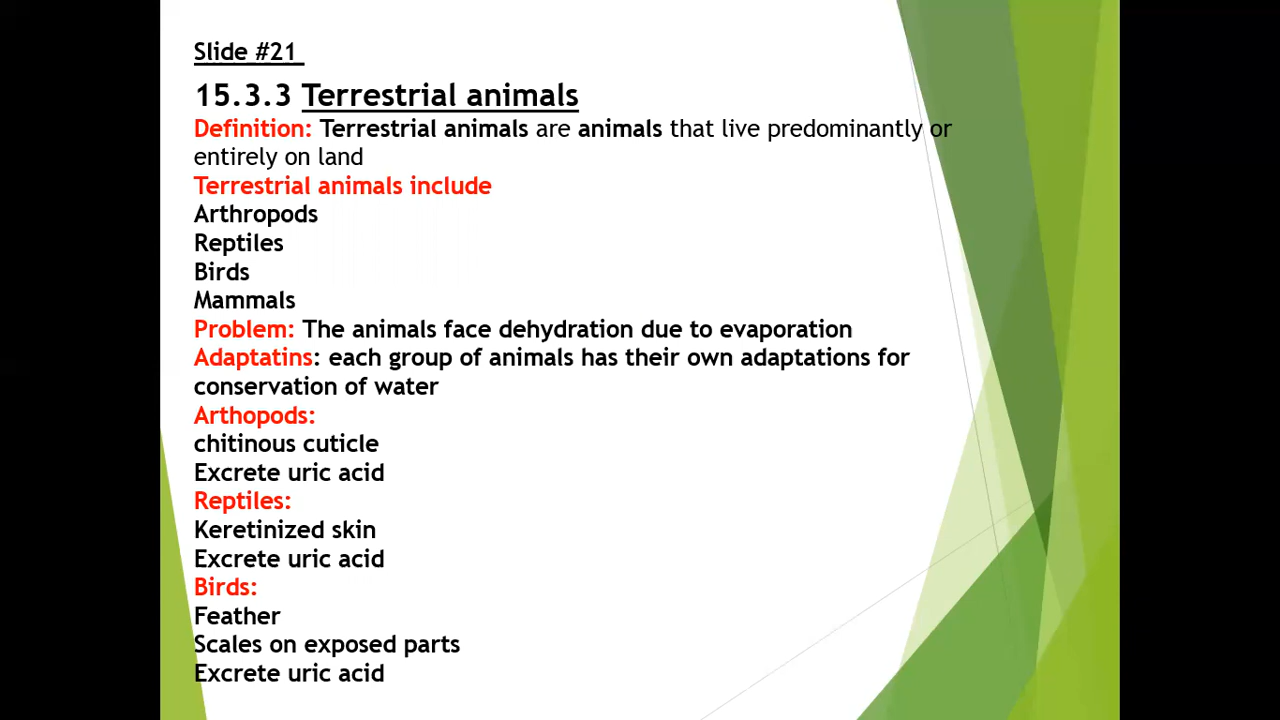 Slide #21
15.3.3 Terrestrial animals
Definition: Terrestrial animals are animals that live predominantly or
entirely on land
Terrestrial animals include
Arthropods
Reptiles
Birds
Mammals
Problem: The animals face dehydration due to evaporation
Adaptatins: each group of animals has their own adaptations for
conservation of water
Arthopods:
chitinous cuticle
Excrete uric acid
Reptiles:
Keretinized skin
Excrete uric acid
Birds:
Feather
Scales on exposed parts
Excrete uric acid